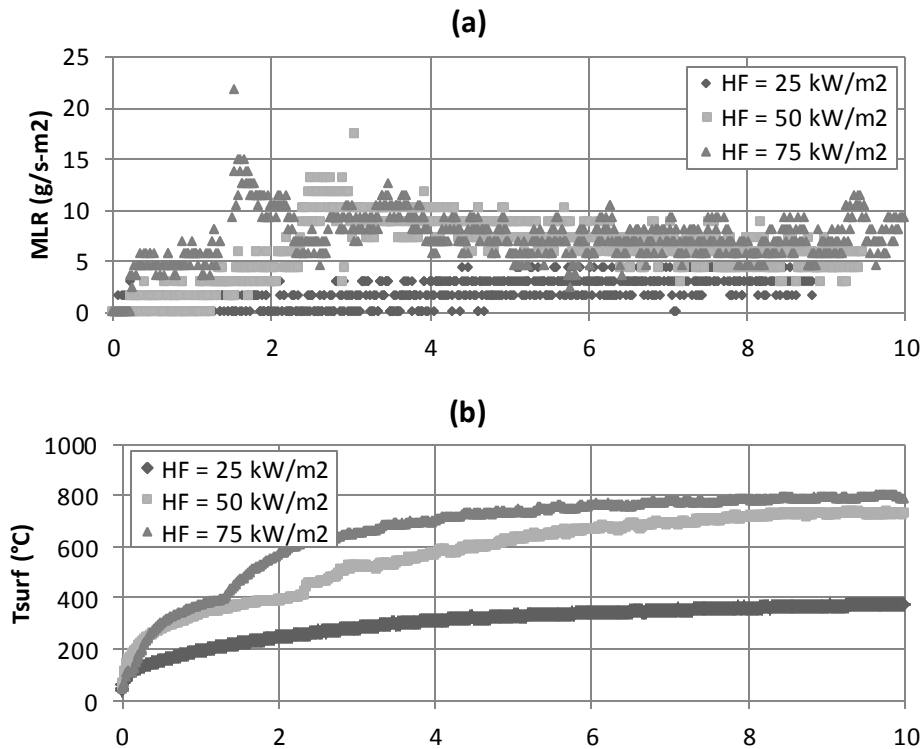 (a)
25
20
15
10
5
0
MLR (g/s-m2)
HF = 25 kW/m2
HF = 50 kW/m2
HF = 75 kW/m2
0 2 4 6 8 10
(b)
1000
800
600
400
200
0
Tsurf (°C)
HF = 25 kW/m2
HF = 50 kW/m2
HF = 75 kW/m2
0 2 4 6 8 10